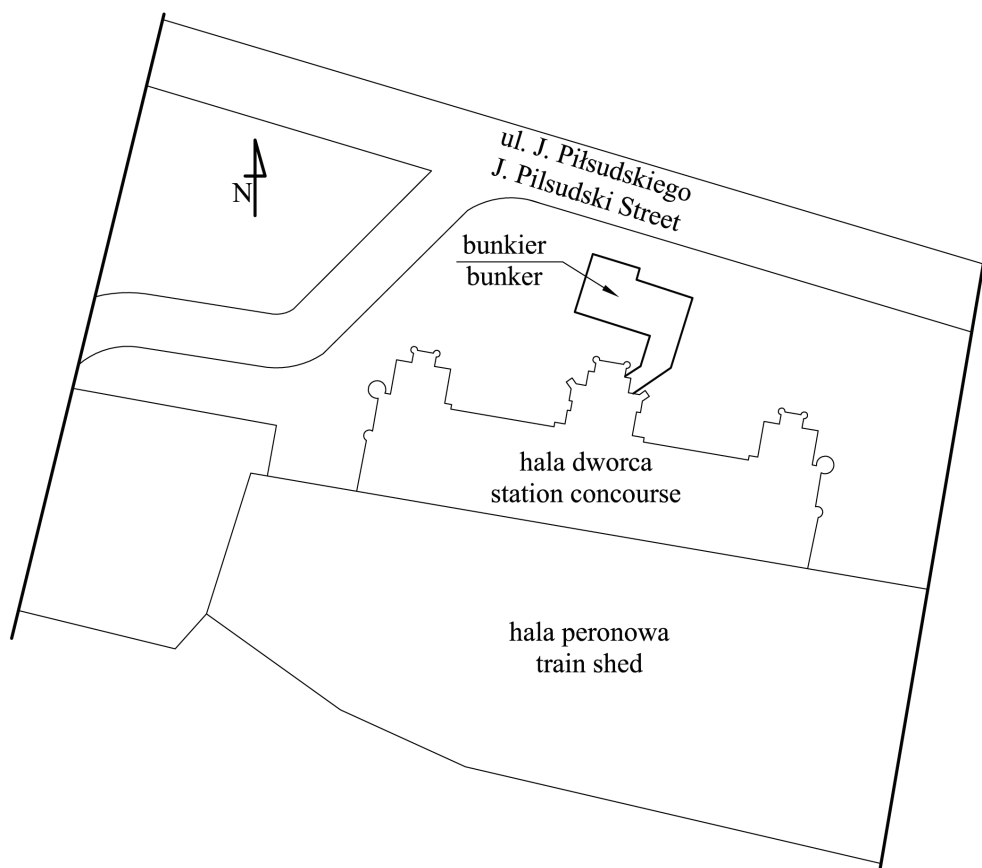 ul. J. Piłsudskiego
J. Pilsudski Street
N
bunkier
bunker
hala dworca
station concourse
hala peronowa
train shed